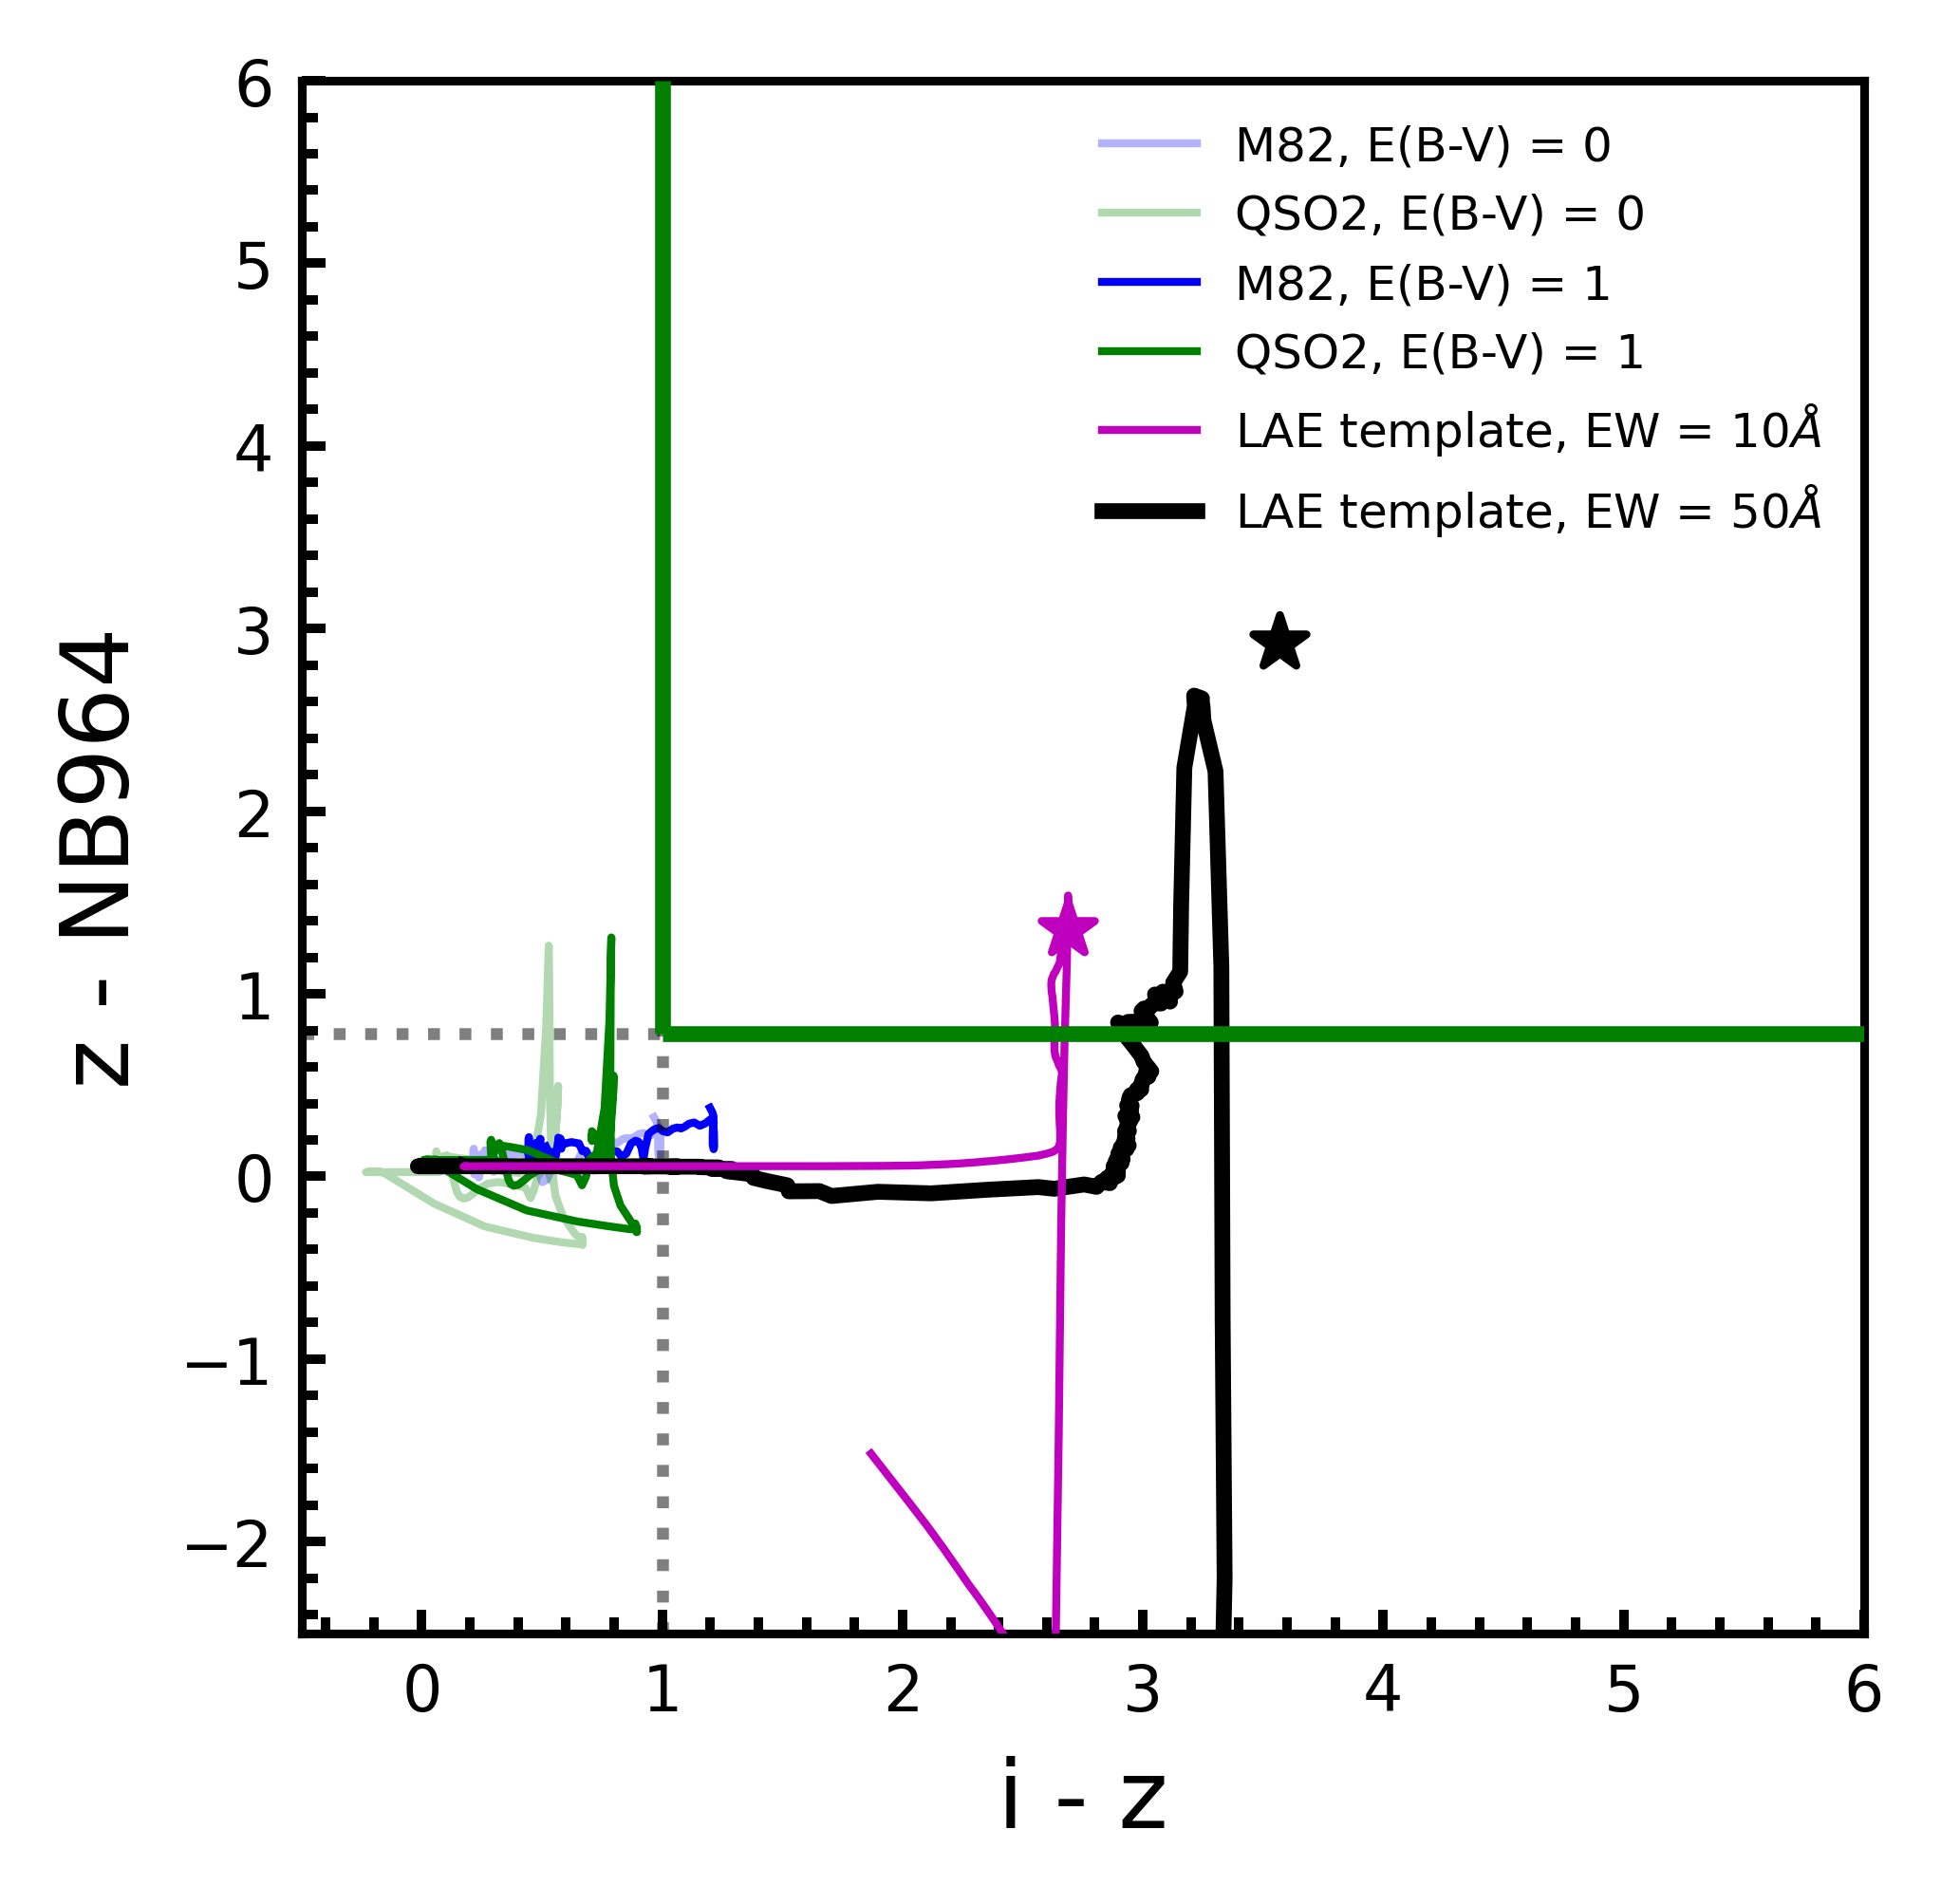 M82, E(B-V) = 0
QSO2, E(B-V) = 0
M82, E(B-V) = 1
QSO2, E(B-V) = 1
LAE template, EW = 10Å
LAE template, EW = 50Å
6
5
4
3
2
1
0
−1
−2
z - NB964
0 1 2 3 4 5 6
i - z